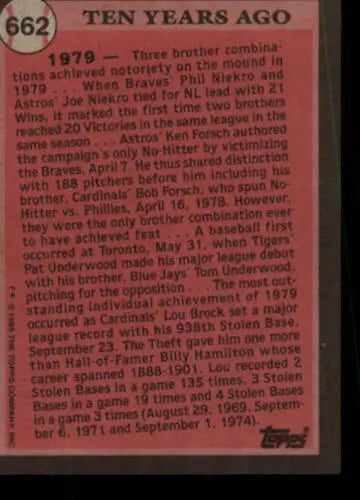 662
TEN YEARS AGO
1979 — Three brother combina-
tions achieved notoriety on the mound in
1979 . . . When Braves' Phil Niekro and
Astros' Joe Niekro tied for NL lead with 21
Wins, it marked the first time two brothers
reached 20 Victories in the same league in the
same season . . . Astros' Ken Forsch authored
the campaign's only No-Hitter by victimizing
the Braves, April 7. He thus shared distinction
with 188 pitchers before him including his
brother, Cardinals' Bob Forsch, who spun No-
Hitter vs. Phillies, April 16, 1978. However,
they were the only brother combination ever
to have achieved feat . . . A baseball first
occurred at Toronto, May 31, when Tigers'
Pat Underwood made his major league debut
with his brother, Blue Jays' Tom Underwood,
pitching for the opposition . . . The most out-
standing individual achievement of 1979
occurred as Cardinals' Lou Brock set a major
league record with his 938th Stolen Base,
September 23. The Theft gave him one more
than Hall-of-Famer Billy Hamilton whose
career spanned 1888-1901. Lou recorded 2
Stolen Bases in a game 135 times, 3 Stolen
Bases in a game 19 times and 4 Stolen Bases
in a game 3 times (August 29, 1969, Septem-
ber 6, 1971 and September 1, 1974).
Topps
© 1989 THE TOPPS COMPANY, INC.